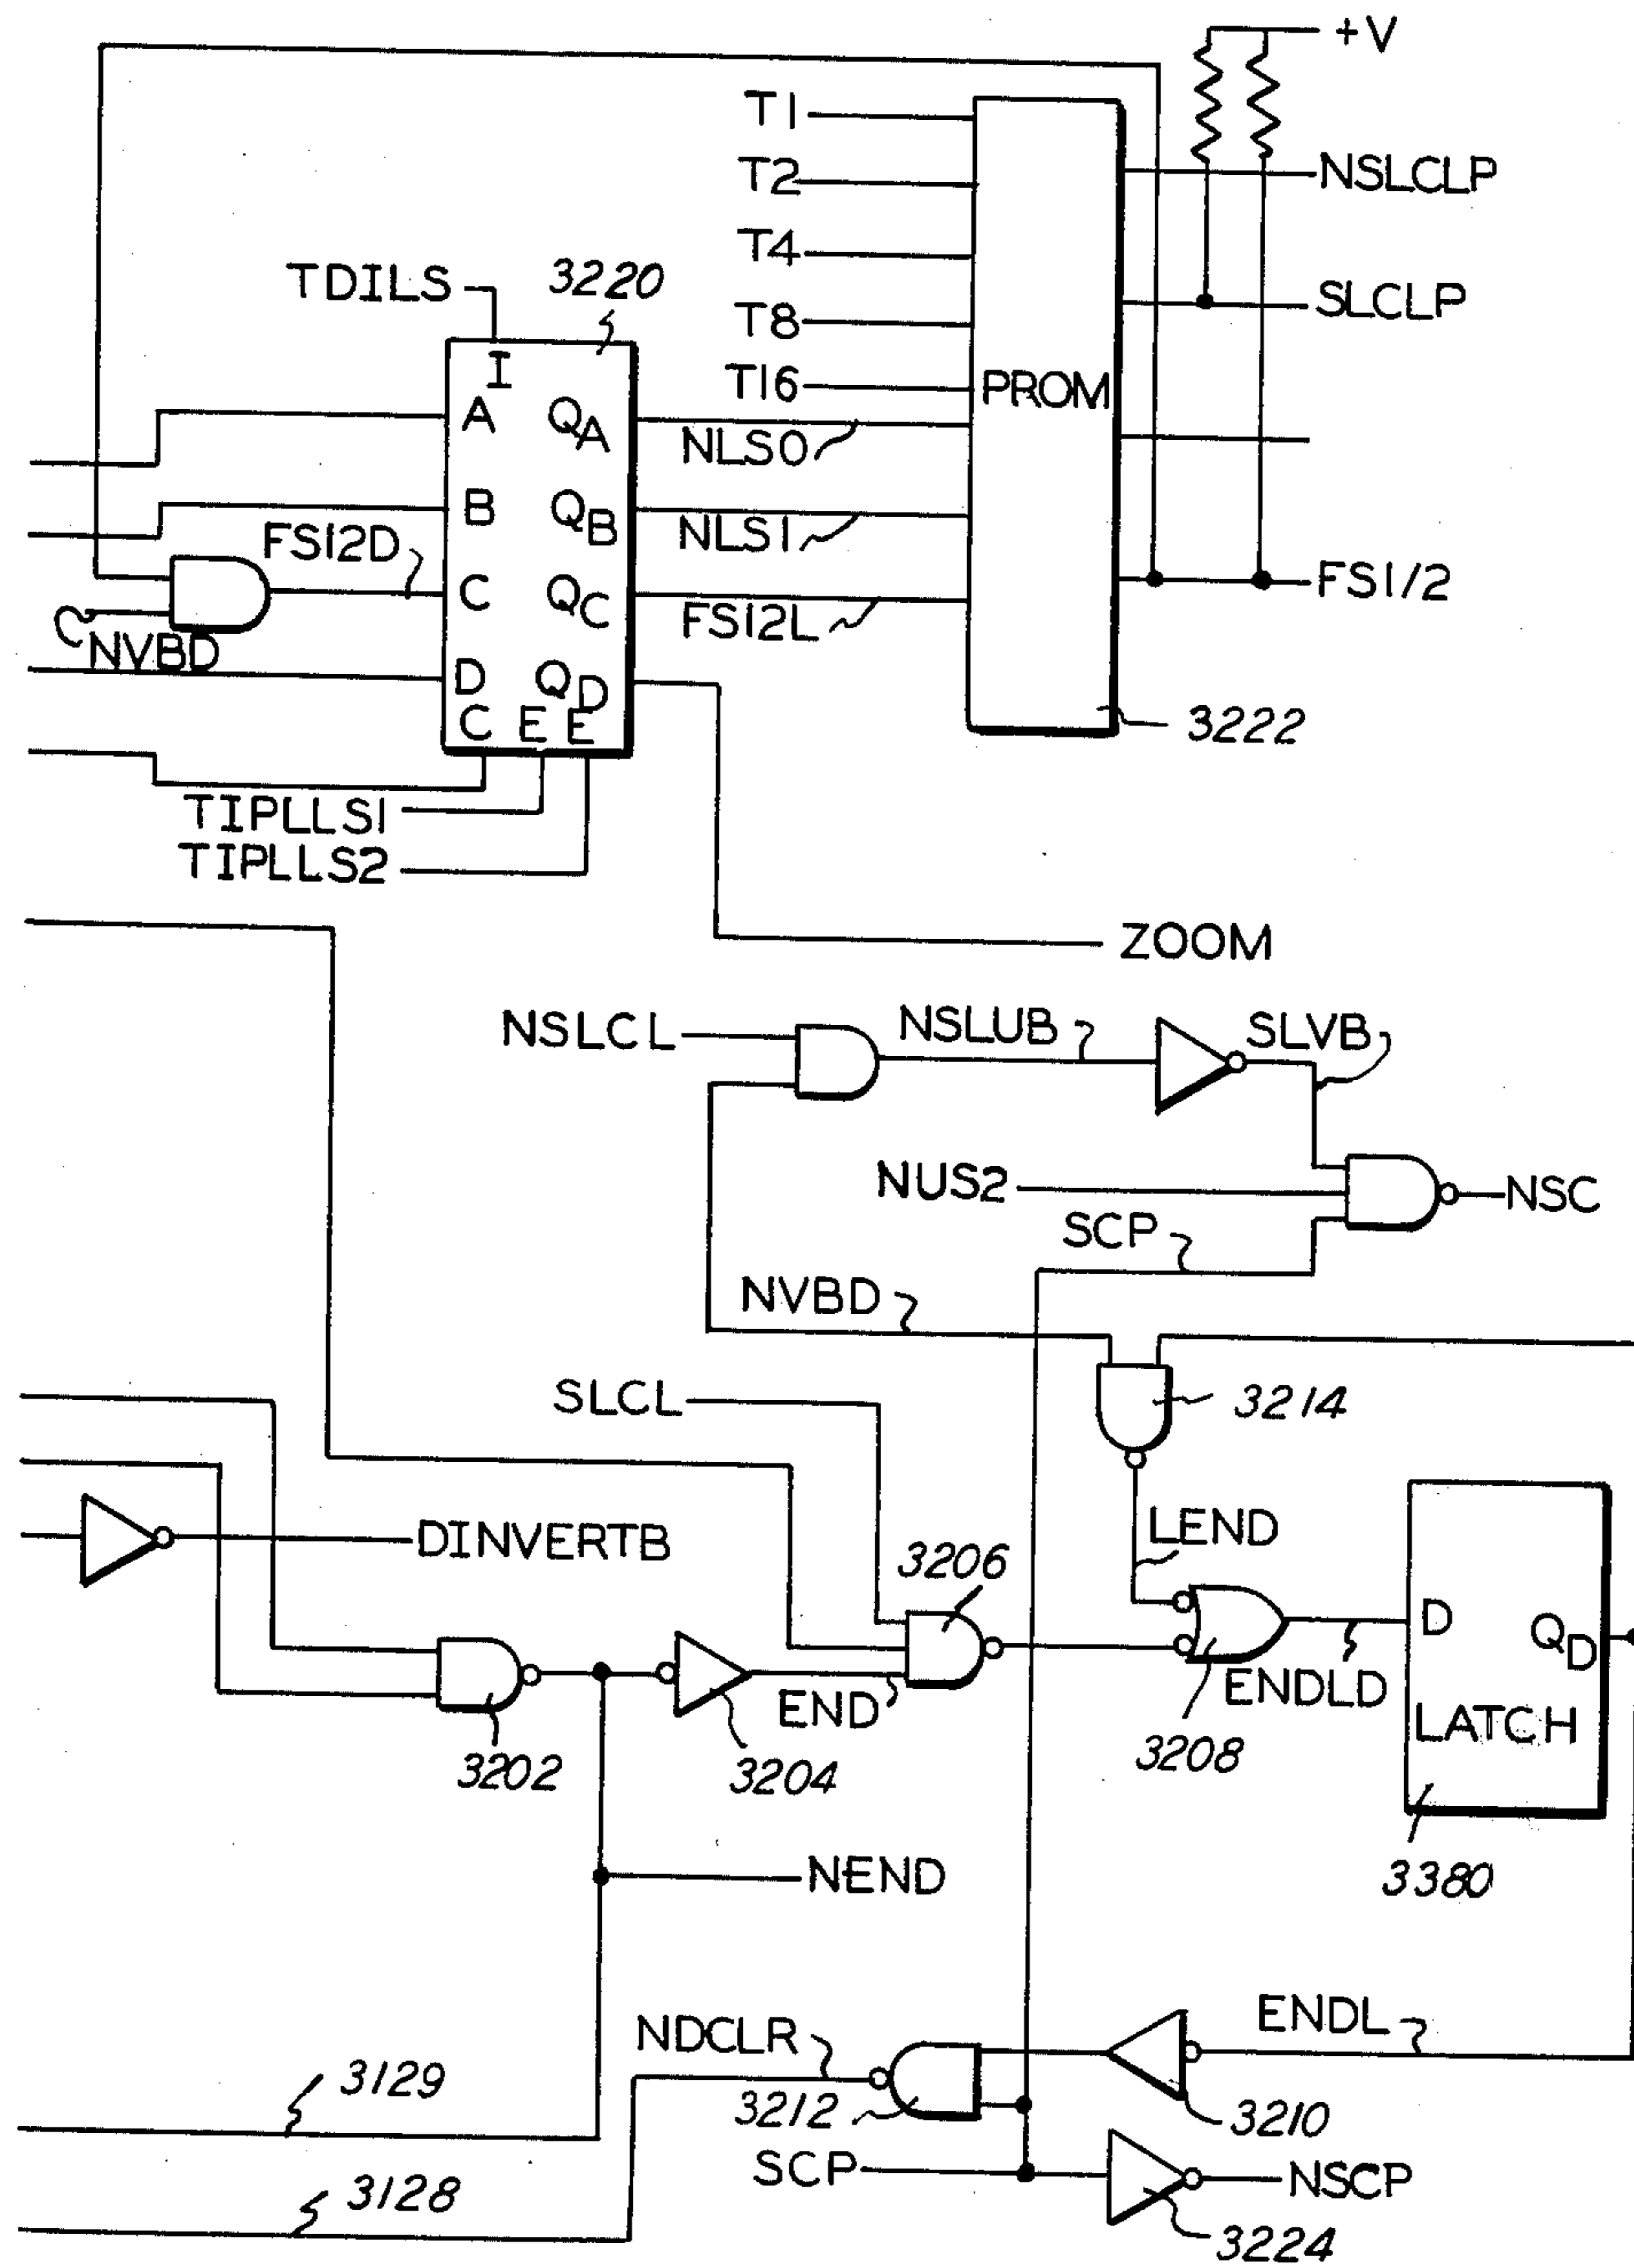 +V
T1
T2
NSLCLP
T4
TDILS
3220
SLCLP
T8
I
T16
PROM
A
QA
NLS0
B
QB
FS12D
NLS1
C
QC
FS1/2
FS12L
NVBD
D
QD
C E E
3222
TIPLLS1
TIPLLS2
ZOOM
NSLCL
NSLUB
SLVB
NUS2
NSC
SCP
NVBD
SLCL
3214
LEND
DINVERTB
3206
D
QD
END
ENDLD
LATCH
3202
3204
3208
NEND
3380
NDCLR
ENDL
3129
3212
3210
SCP
NSCP
3128
3224